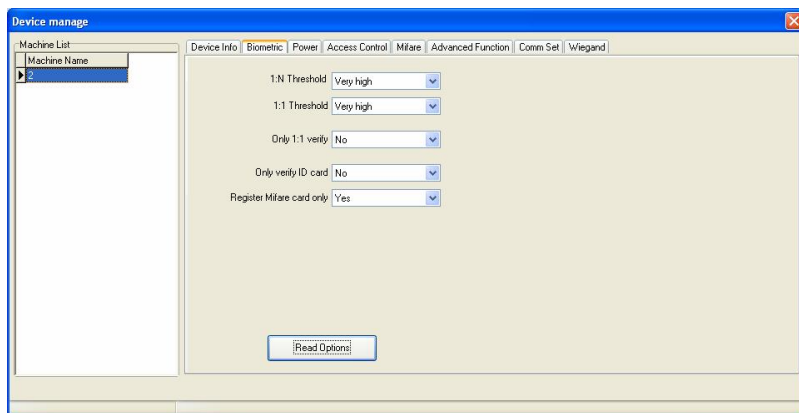 Device manage
Machine List
Machine Name
2
Device Info Biometric Power Access Control Mifare Advanced Function Comm Set Wiegand
1:N Threshold Very high
1:1 Threshold Very high
Only 1:1 verify No
Only verify ID card No
Register Mifare card only Yes
Read Options